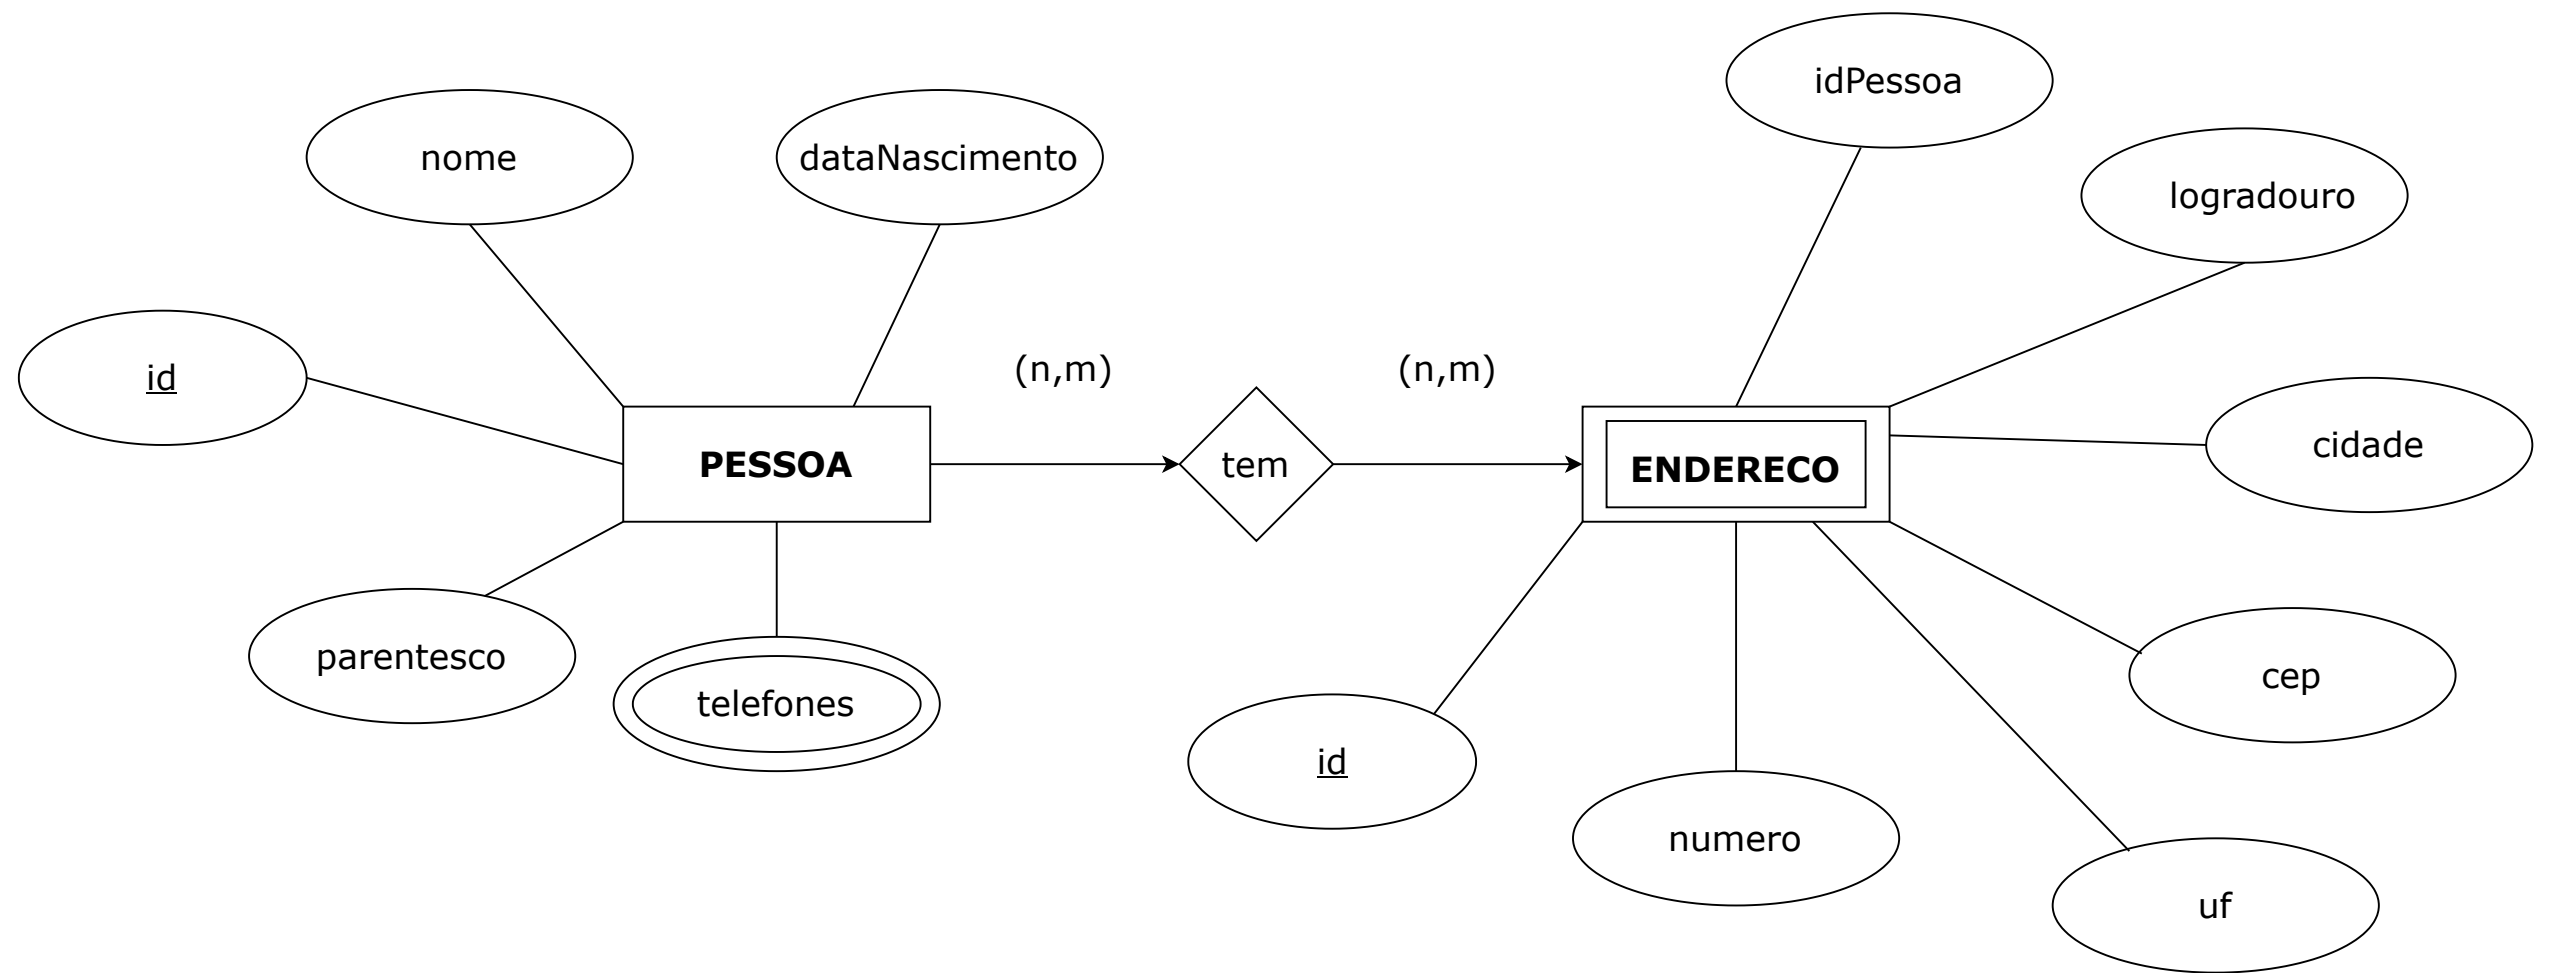 idPessoa
nome
dataNascimento
logradouro
id
(n,m)
(n,m)
PESSOA
tem
ENDERECO
cidade
parentesco
telefones
cep
id
numero
uf